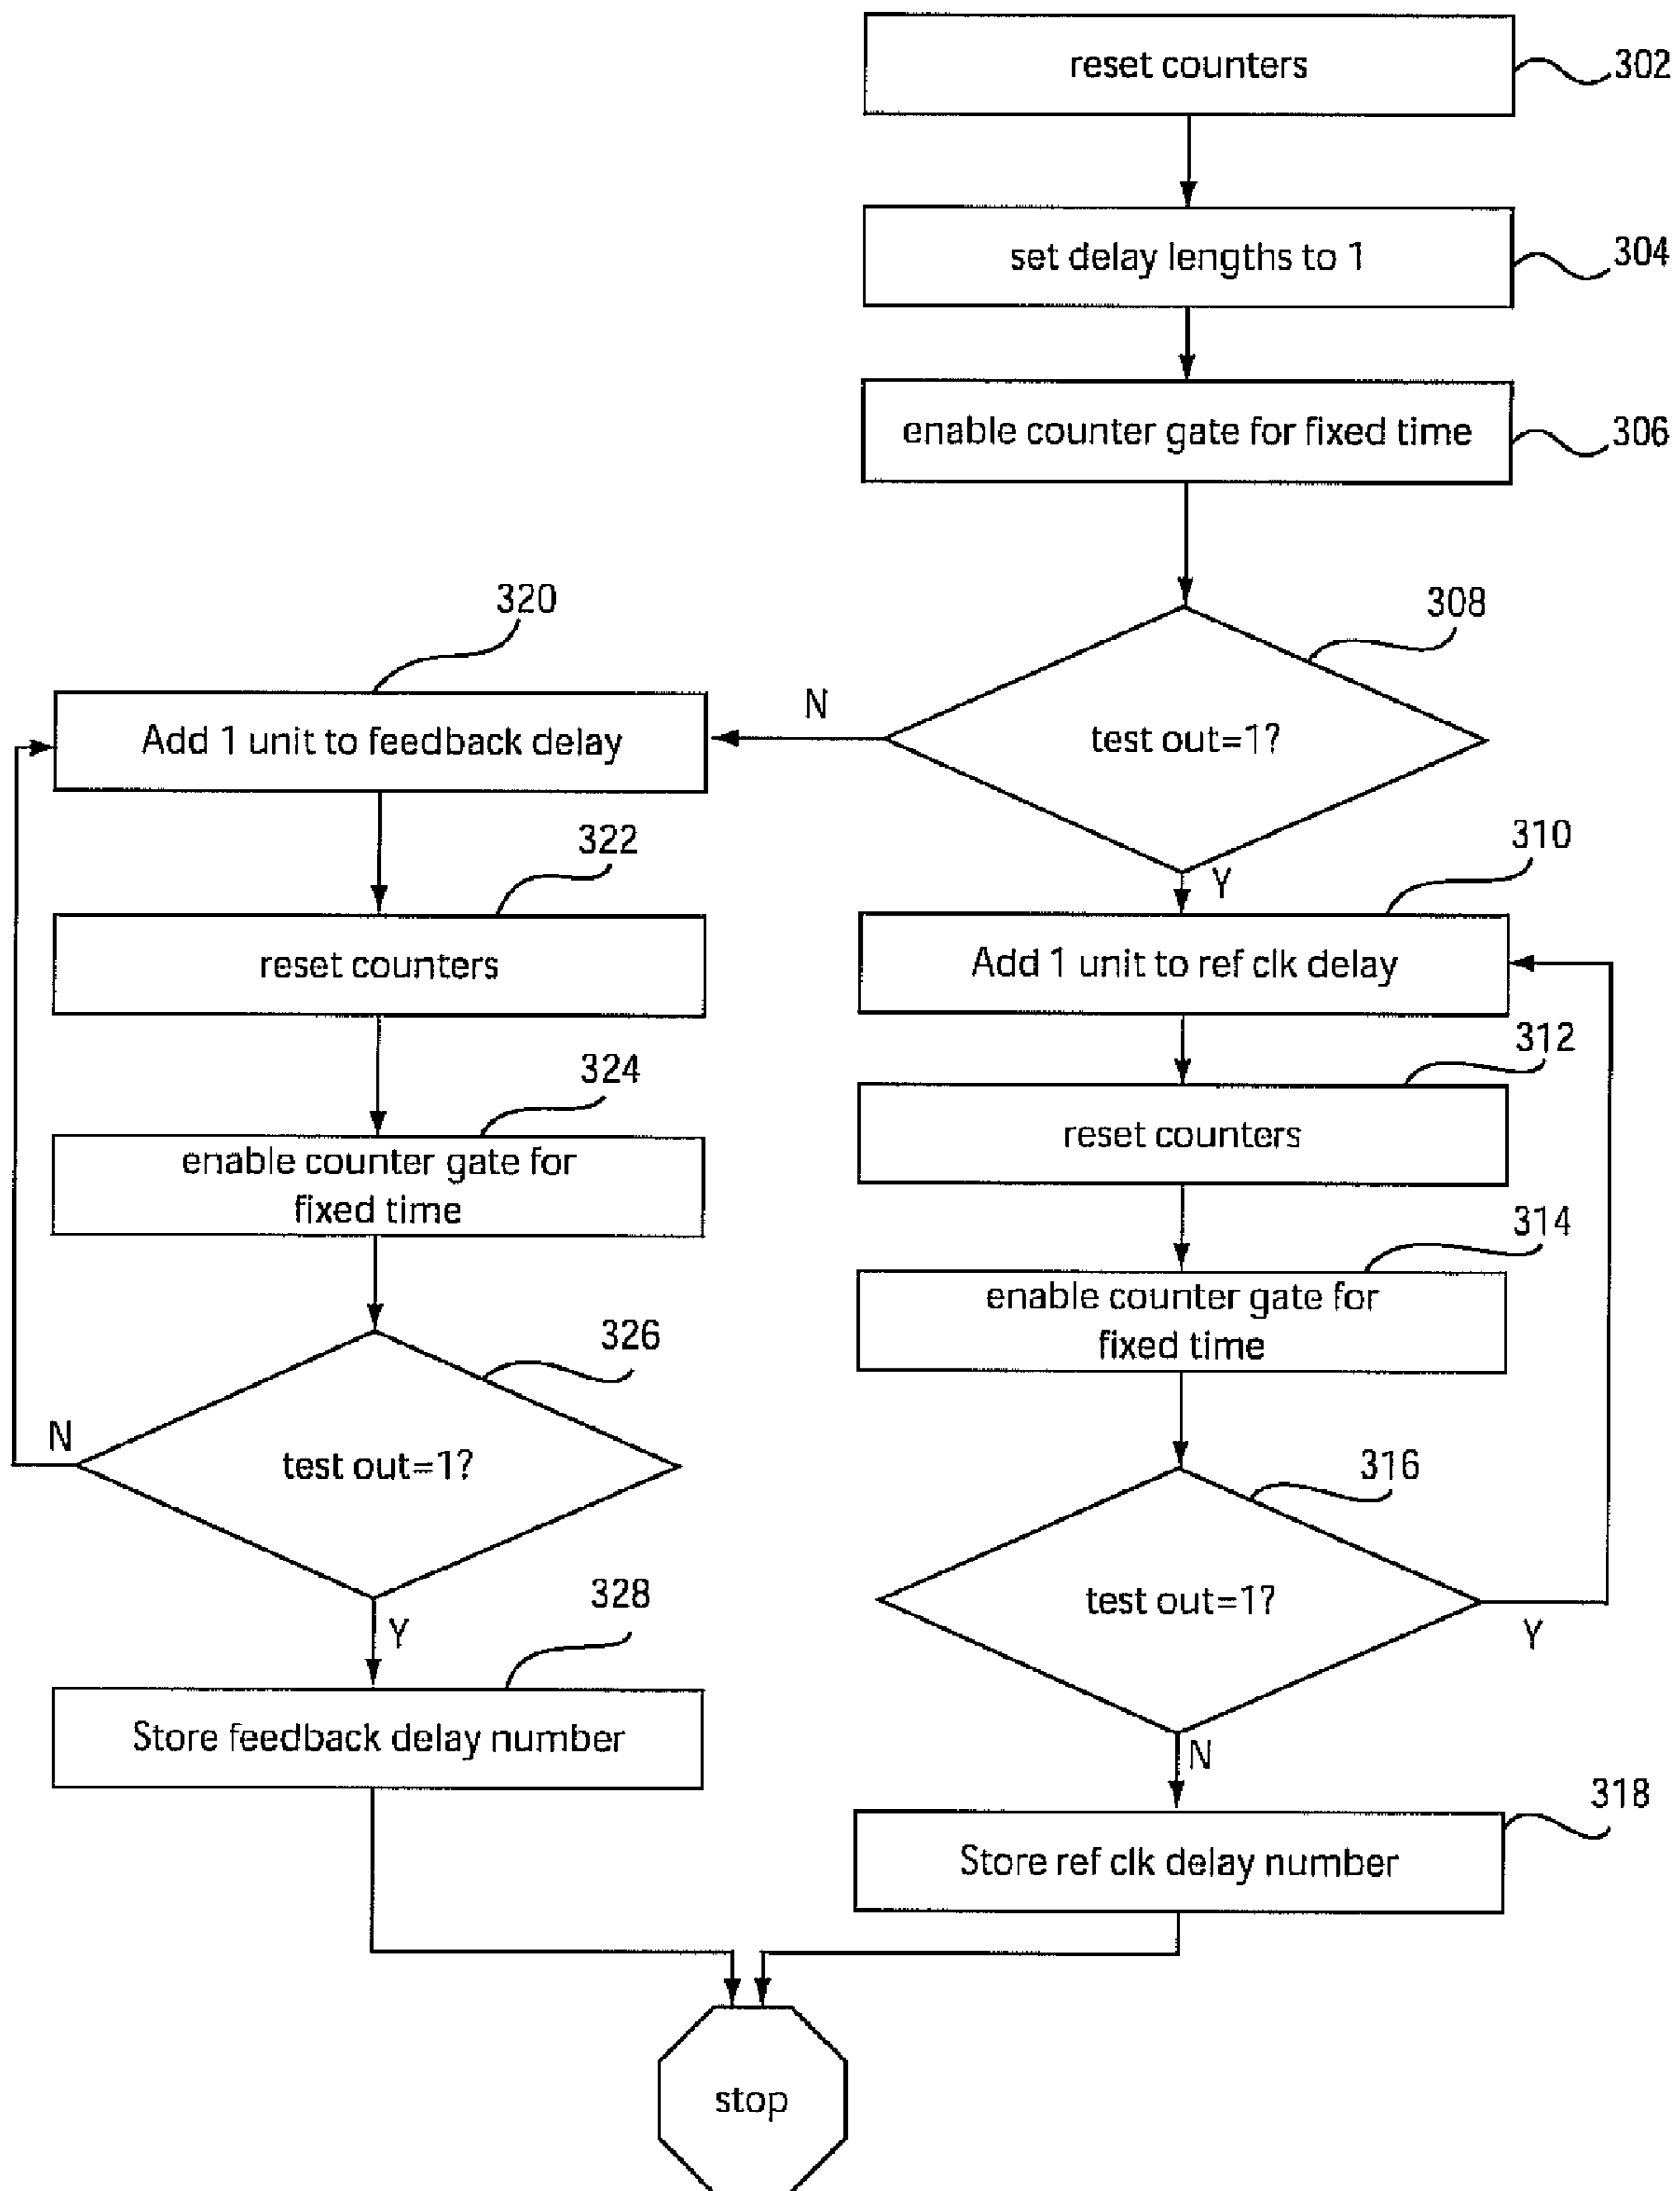 reset counters
302
set delay lengths to 1
304
enable counter gate for fixed time
306
308
test out=1?
N
Y
320
Add 1 unit to feedback delay
322
reset counters
324
enable counter gate for
fixed time
326
test out=1?
N
Y
328
Store feedback delay number
310
Add 1 unit to ref clk delay
312
reset counters
314
enable counter gate for
fixed time
316
test out=1?
Y
N
318
Store ref clk delay number
stop